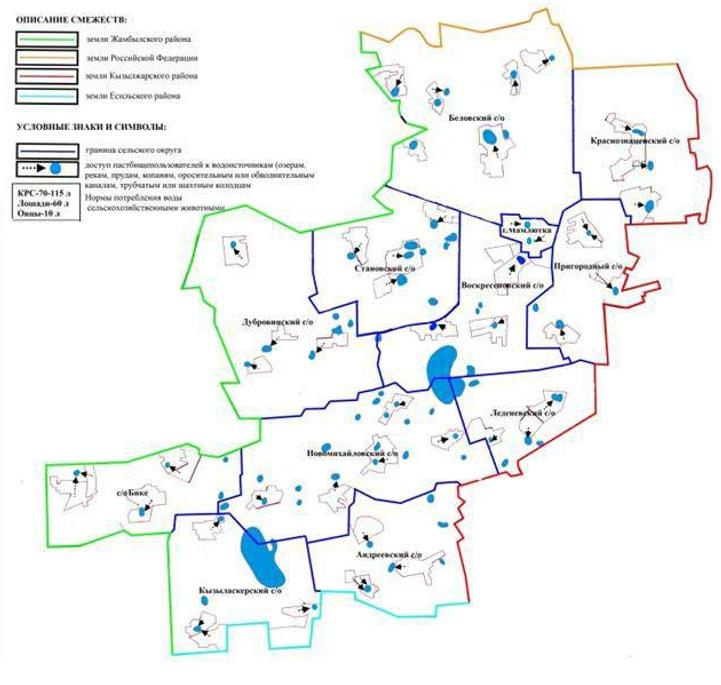 ОПИСАНИЕ СМЕЖЕСТВ:
земли Жамбылского района
земли Российской Федерации
земли Кызылжарского района
земли Есильского района
УСЛОВНЫЕ ЗНАКИ И СИМВОЛЫ:
граница сельского округа
доступ пастбищепользователей к водоисточникам (озерам,
рекам, прудам, копаням, оросительным или обводнительным
каналам, трубчатым или шахтным колодцам
КРС-70-115 л
Лошади-60 л
Овцы-10 л
Нормы потребления воды
сельскохозяйственными животными
Беловский с/о
Краснознаменский с/о
г.Мамлютка
Становской с/о
Пригородный с/о
Воскресеновский с/о
Дубровинский с/о
Леденевский с/о
Новомихайловский с/о
с/о Бике
Андреевский с/о
Кызыласкерский с/о